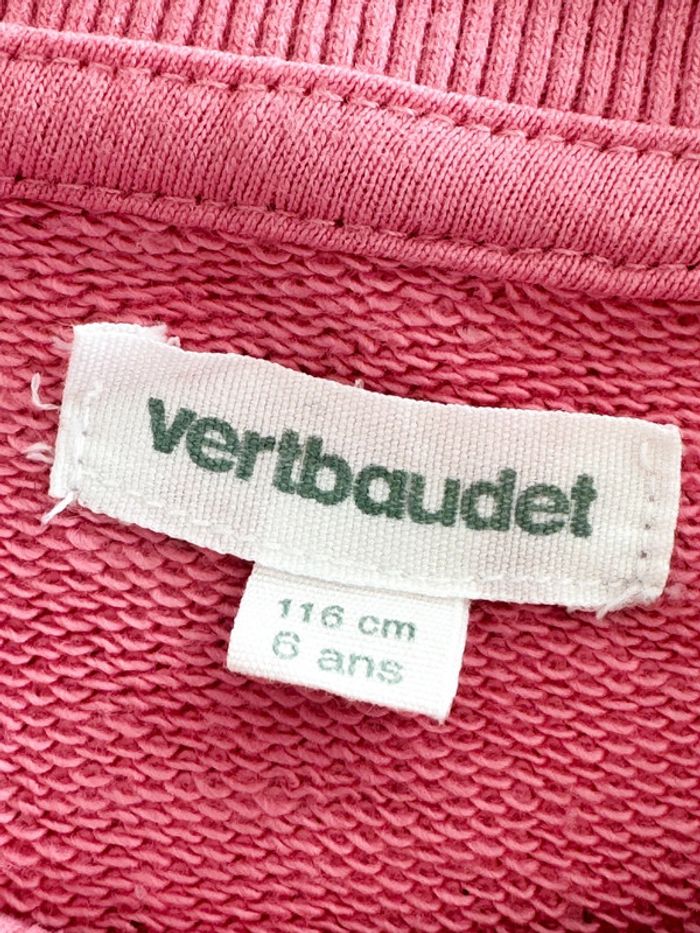 vertbaudet
116 cm
6 ans